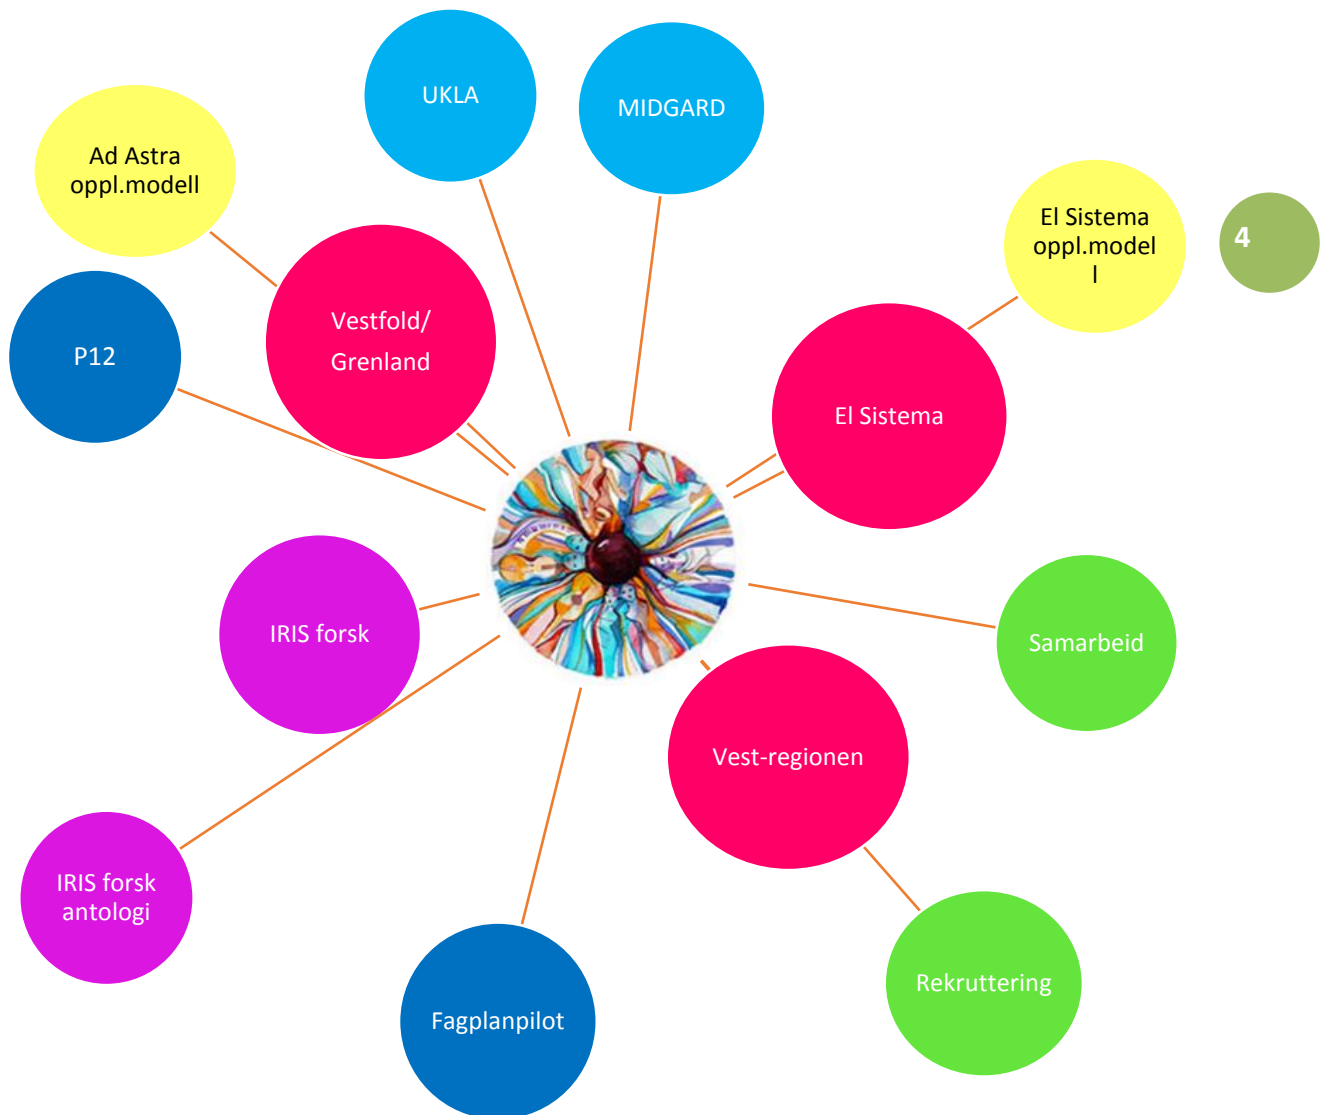 UKLA
MIDGARD
Ad Astra
oppl.modell
El Sistema
oppl.model
l
4
Vestfold/
Grenland
P12
El Sistema
IRIS forsk
Samarbeid
Vest-regionen
IRIS forsk
antologi
Rekruttering
Fagplanpilot